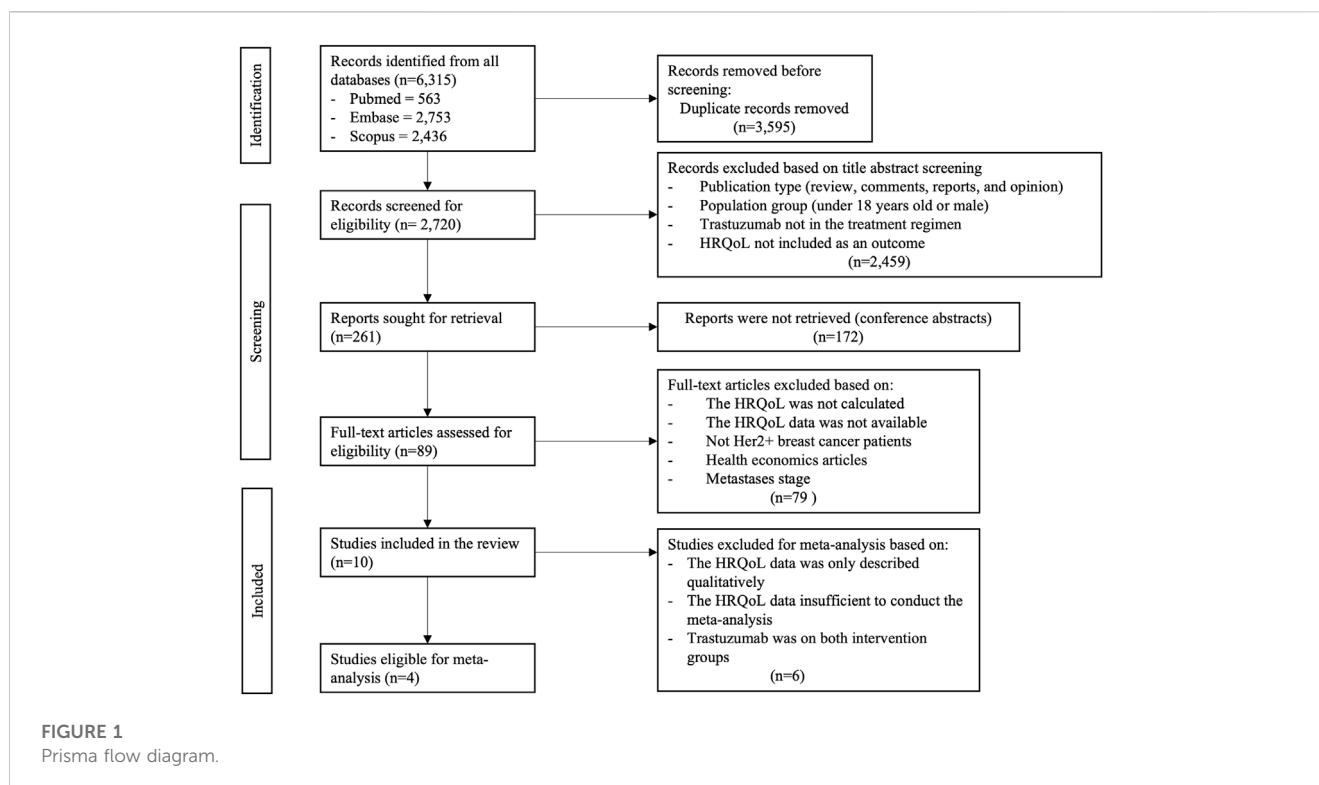 Identification
Records identified from all
databases (n=6,315)
- Pubmed = 563
- Embase = 2,753
- Scopus = 2,436
Records removed before
screening:
Duplicate records removed
(n=3,595)
Screening
Records screened for
eligibility (n= 2,720)
Records excluded based on title abstract screening
- Publication type (review, comments, reports, and opinion)
- Population group (under 18 years old or male)
- Trastuzumab not in the treatment regimen
- HRQoL not included as an outcome
(n=2,459)
Reports sought for retrieval
(n=261)
Reports were not retrieved (conference abstracts)
(n=172)
Full-text articles assessed for
eligibility (n=89)
Full-text articles excluded based on:
- The HRQoL was not calculated
- The HRQoL data was not available
- Not Her2+ breast cancer patients
- Health economics articles
- Metastases stage
(n=79 )
Included
Studies included in the review
(n=10)
Studies excluded for meta-analysis based on:
- The HRQoL data was only described
qualitatively
- The HRQoL data insufficient to conduct the
meta-analysis
- Trastuzumab was on both intervention
groups
(n=6)
Studies eligible for meta-
analysis (n=4)
FIGURE 1
Prisma flow diagram.